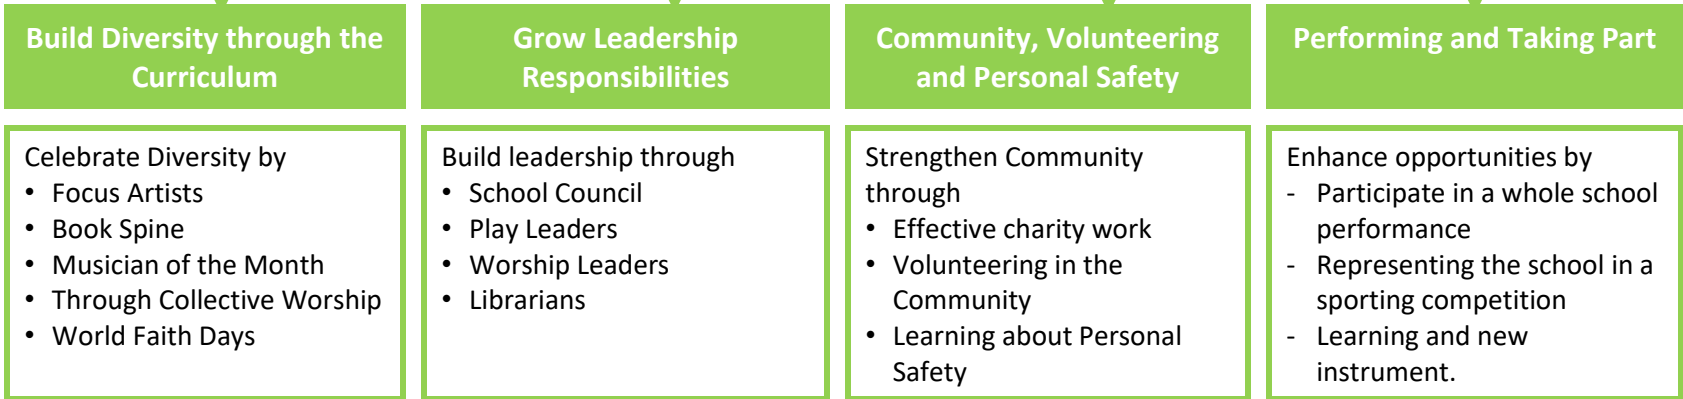 Build Diversity through the
Curriculum
Grow Leadership
Responsibilities
Community, Volunteering
and Personal Safety
Performing and Taking Part
Celebrate Diversity by
• Focus Artists
• Book Spine
• Musician of the Month
• Through Collective Worship
• World Faith Days
Build leadership through
• School Council
• Play Leaders
• Worship Leaders
• Librarians
Strengthen Community
through
• Effective charity work
• Volunteering in the
Community
• Learning about Personal
Safety
Enhance opportunities by
- Participate in a whole school
performance
- Representing the school in a
sporting competition
- Learning and new
instrument.